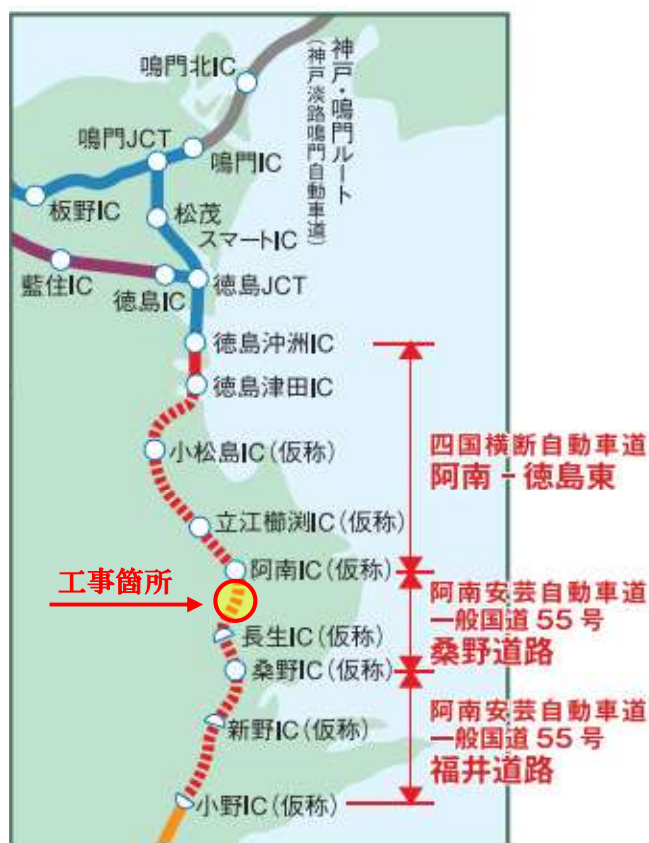 神戸・鳴門ルート
(神戸淡路鳴門自動車道)
鳴門北IC
鳴門JCT
鳴門IC
板野IC
松茂
スマートIC
藍住IC
徳島IC
徳島JCT
徳島沖洲IC
徳島津田IC
四国横断自動車道
阿南－徳島東
小松島IC(仮称)
立江櫛渕IC(仮称)
阿南IC(仮称)
工事箇所
阿南安芸自動車道
一般国道55号
桑野道路
長生IC(仮称)
桑野IC(仮称)
阿南安芸自動車道
一般国道55号
福井道路
新野IC(仮称)
小野IC(仮称)